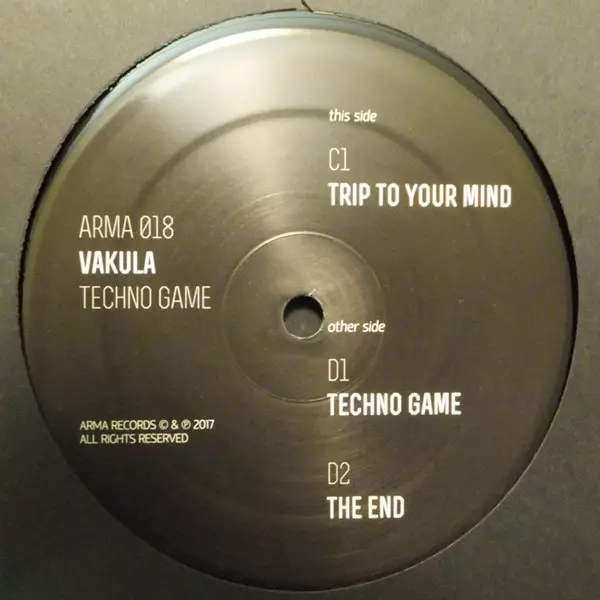 this side
C1
TRIP TO YOUR MIND
ARMA 018
VAKULA
TECHNO GAME
other side
D1
TECHNO GAME
ARMA RECORDS © & ℗ 2017
ALL RIGHTS RESERVED
D2
THE END